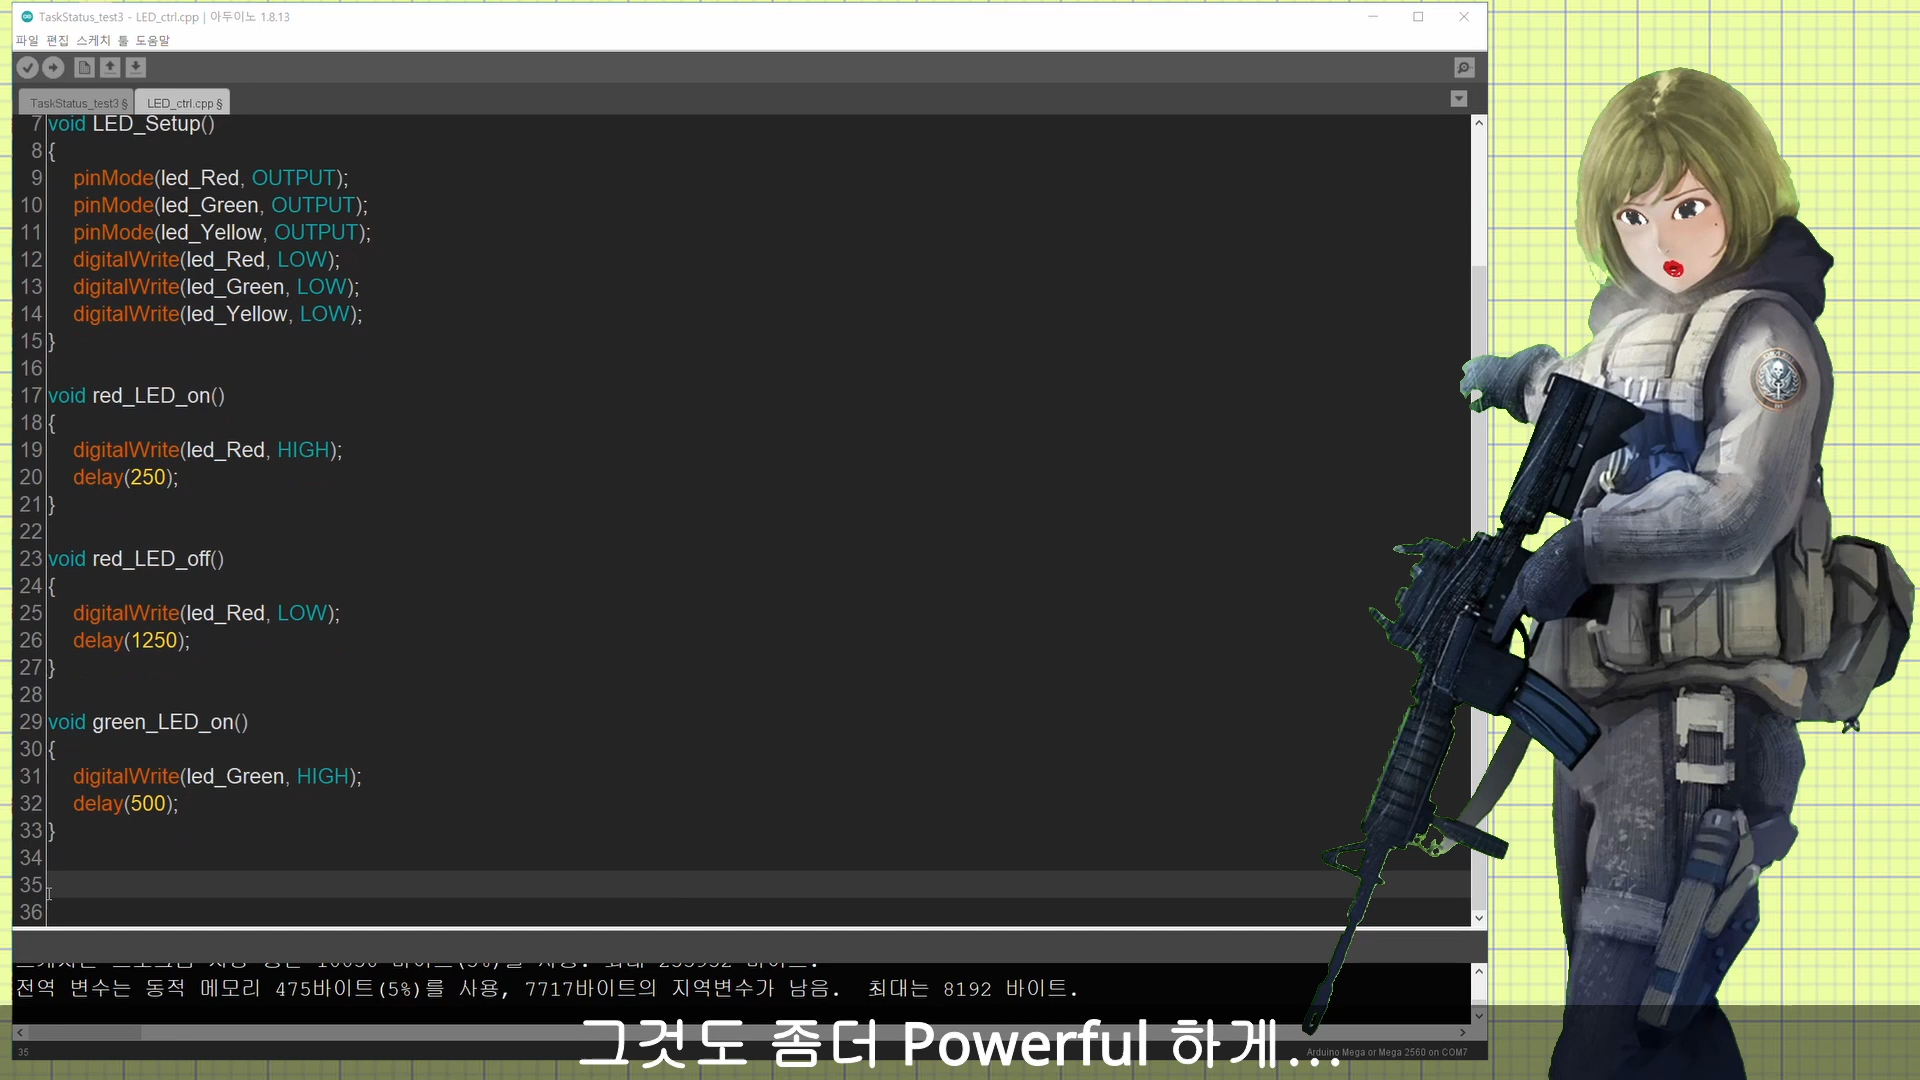 TaskStatus_test3 - LED_ctrl.cpp | 아두이노 1.8.13
파일 편집 스케치 툴 도움말
TaskStatus_test3 § LED_ctrl.cpp §
7 void LED_Setup()
8 {
9 pinMode(led_Red, OUTPUT);
10 pinMode(led_Green, OUTPUT);
11 pinMode(led_Yellow, OUTPUT);
12 digitalWrite(led_Red, LOW);
13 digitalWrite(led_Green, LOW);
14 digitalWrite(led_Yellow, LOW);
15 }
16
17 void red_LED_on()
18 {
19 digitalWrite(led_Red, HIGH);
20 delay(250);
21 }
22
23 void red_LED_off()
24 {
25 digitalWrite(led_Red, LOW);
26 delay(1250);
27 }
28
29 void green_LED_on()
30 {
31 digitalWrite(led_Green, HIGH);
32 delay(500);
33 }
34
35
36
전역 변수는 동적 메모리 475바이트(5%)를 사용, 7717바이트의 지역변수가 남음. 최대는 8192 바이트.
그것도 좀더 Powerful 하게...
35
Arduino Mega or Mega 2560 on COM7